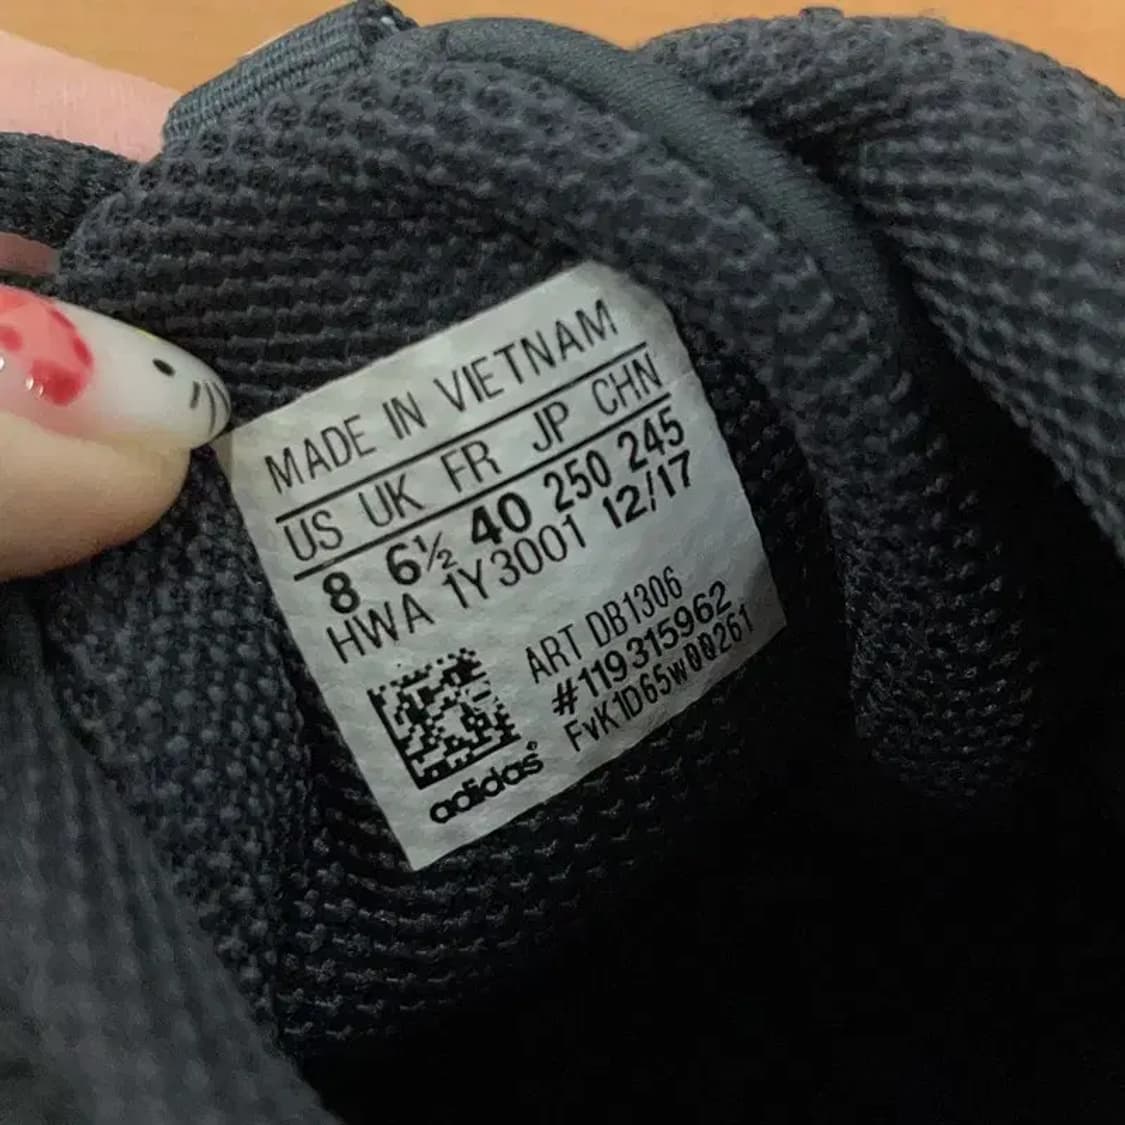 MADE IN VIETNAM
US UK FR JP CHN
8 6½ 40 250 245
HWA 1Y3001 12/17
ART DB1306
#119315962
FvK1D65w00261
adidas®